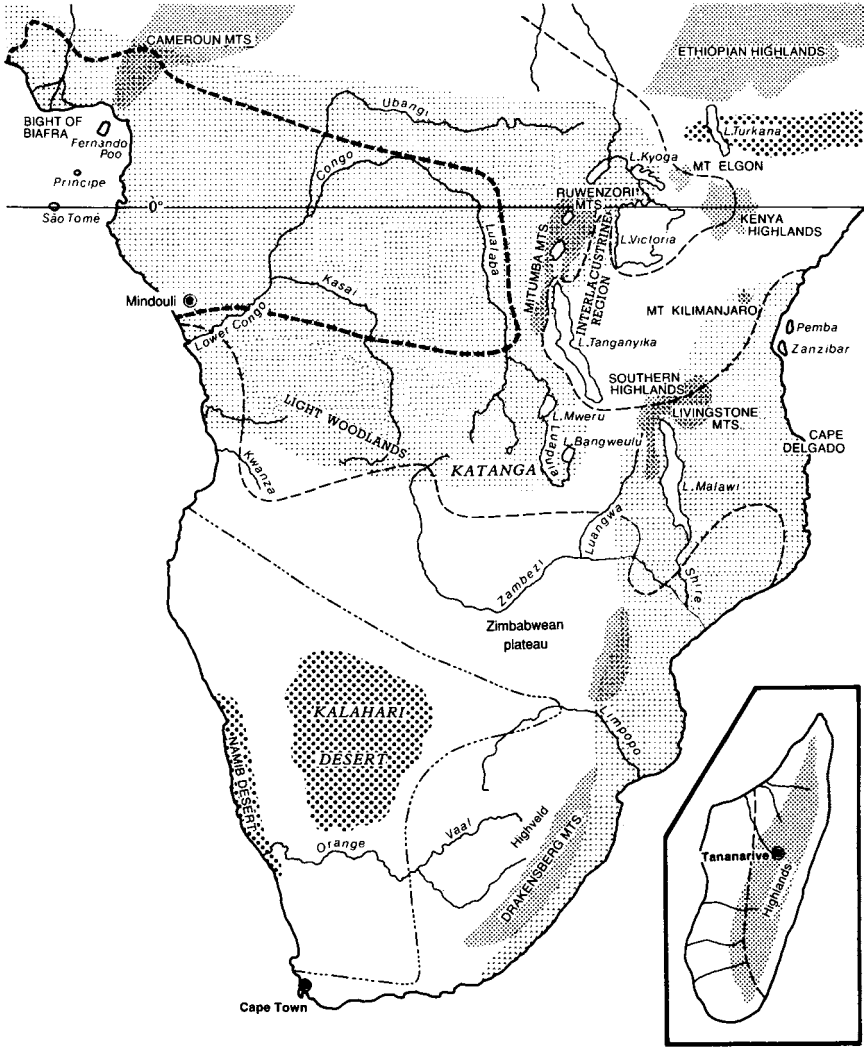 CAMEROUN MTS
ETHIOPIAN HIGHLANDS
BIGHT OF
BIAFRA
Fernando
Poo
Principe
São Tomé
0°
Ubangi
Congo
Lualaba
L.Turkana
L.Kyoga
MT ELGON
RUWENZORI
MTS.
KENYA
HIGHLANDS
L.Victoria
MITUMBA MTS
INTERLACUSTRINE
REGION
Mindouli
Kasai
Lower Congo
MT KILIMANJARO
Pemba
Zanzibar
L.Tanganyika
SOUTHERN
HIGHLANDS
LIVINGSTONE
MTS.
LIGHT WOODLANDS
L.Mweru
Luapula
L.Bangweulu
CAPE
DELGADO
Kwanza
KATANGA
L.Malawi
Luangwa
Zambezi
Shire
Zimbabwean
plateau
KALAHARI
DESERT
NAMIB DESERT
Limpopo
Orange
Vaal
Highveld
DRAKENSBERG MTS
Cape Town
Tananarive
Highlands